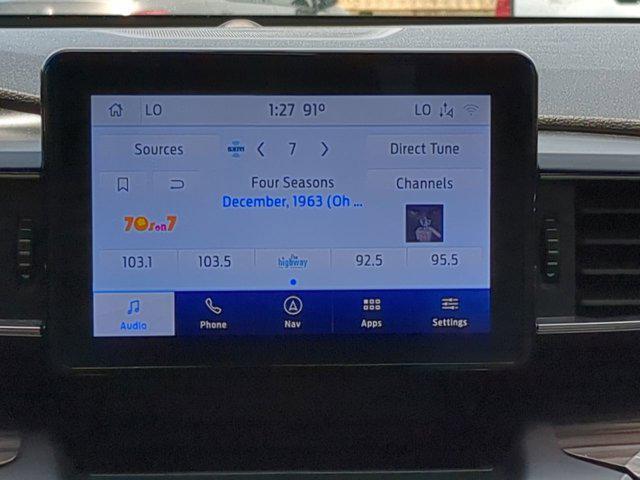 LO 1:27 91° LO
Sources SXM 7 Direct Tune
Four Seasons Channels
December, 1963 (Oh ...
70s on 7
103.1 103.5 the highway 92.5 95.5
Audio Phone Nav Apps Settings